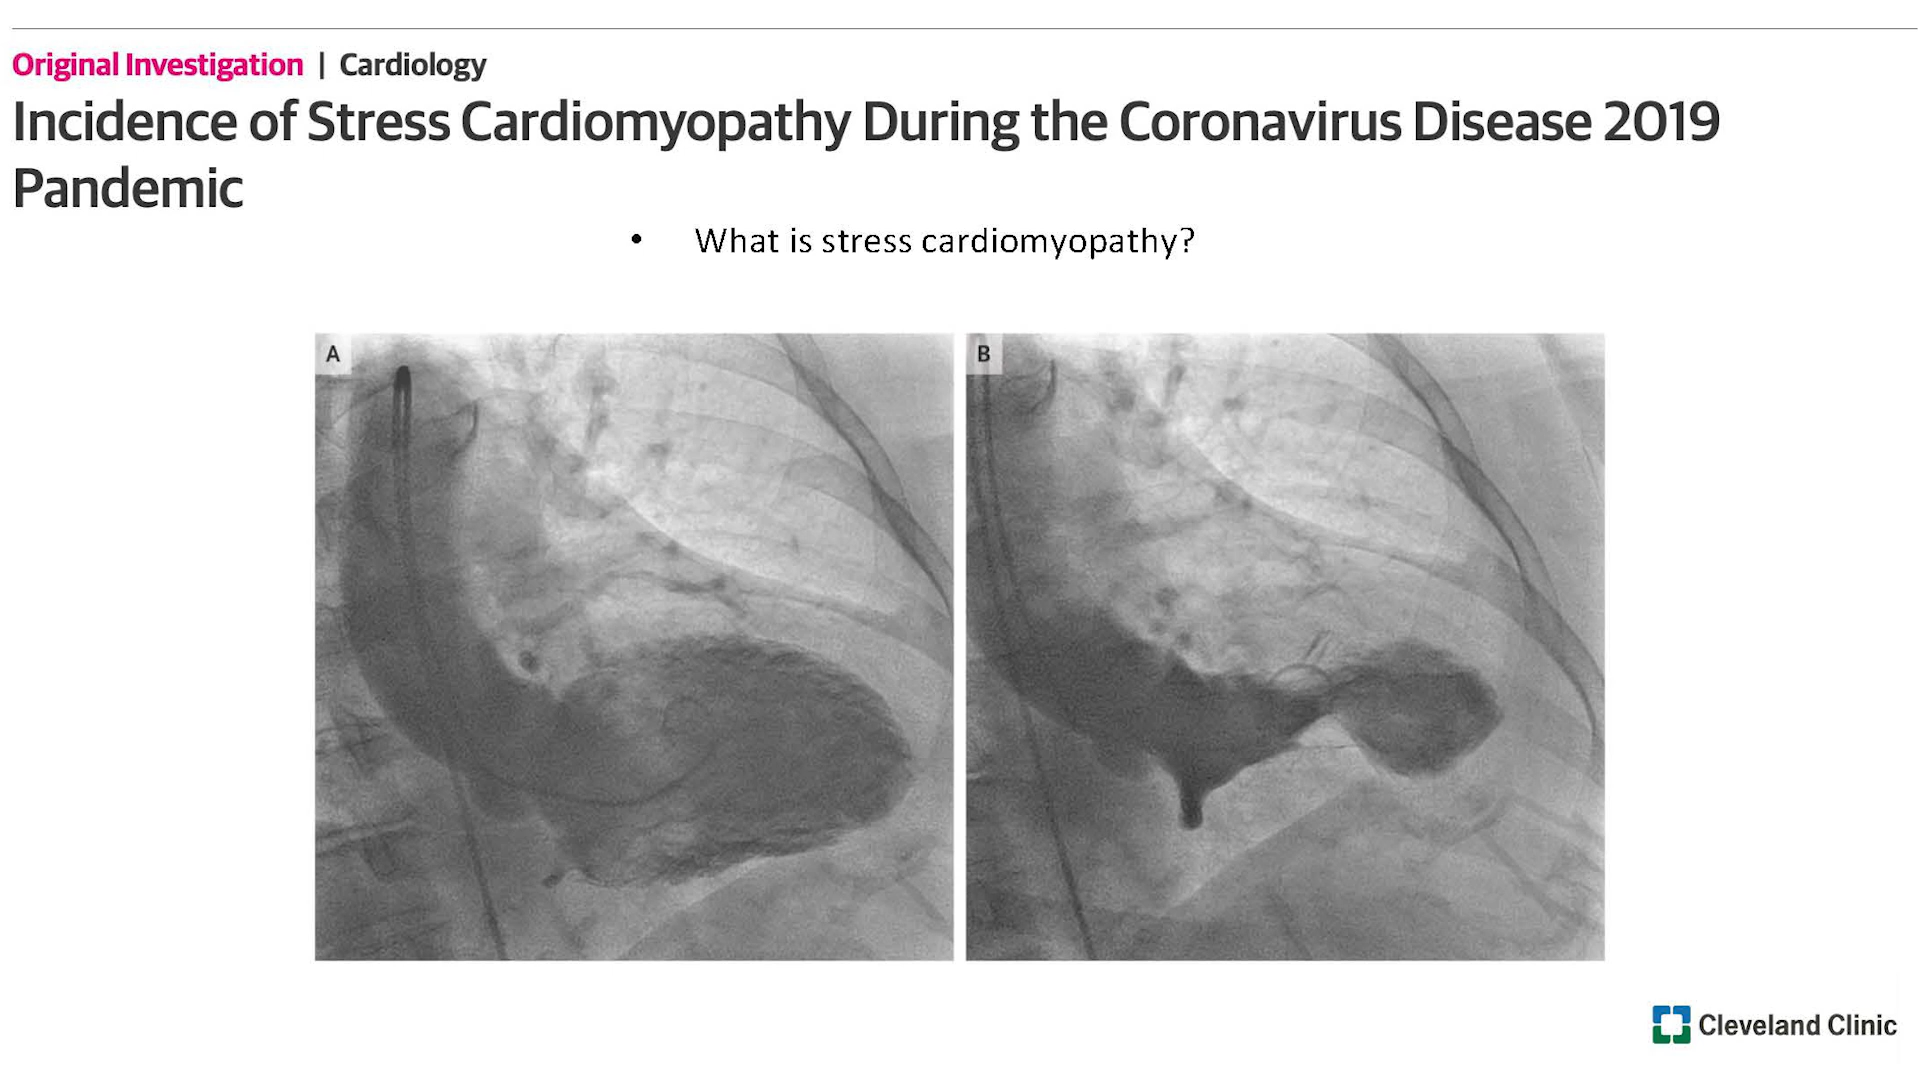 Original Investigation | Cardiology
Incidence of Stress Cardiomyopathy During the Coronavirus Disease 2019
Pandemic
• What is stress cardiomyopathy?
A
B
Cleveland Clinic